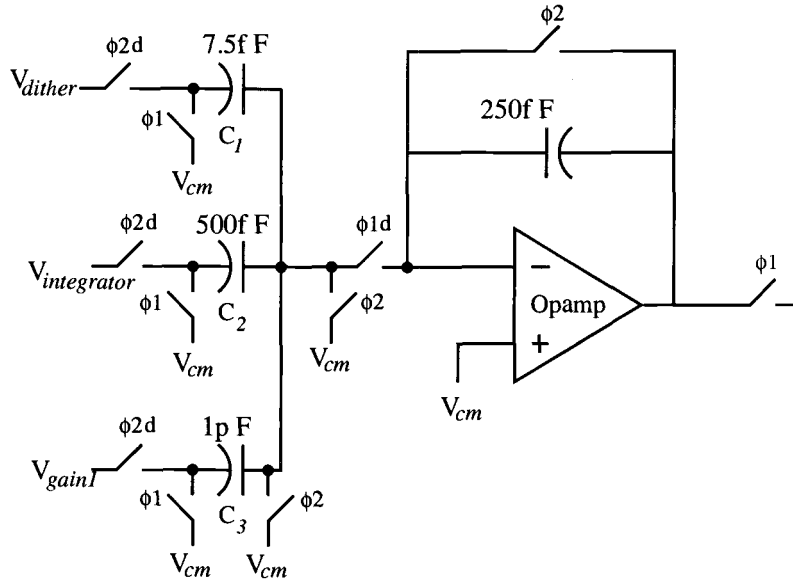 ϕ2
7.5f F
ϕ2d
V_dither
ϕ1
C_1
V_cm
250f F
ϕ2d
500f F
ϕ1d
V_integrator
ϕ1
C_2
V_cm
ϕ2
V_cm
−
Opamp
+
V_cm
ϕ1
ϕ2d
1p F
V_gain1
ϕ1
C_3
ϕ2
V_cm
V_cm